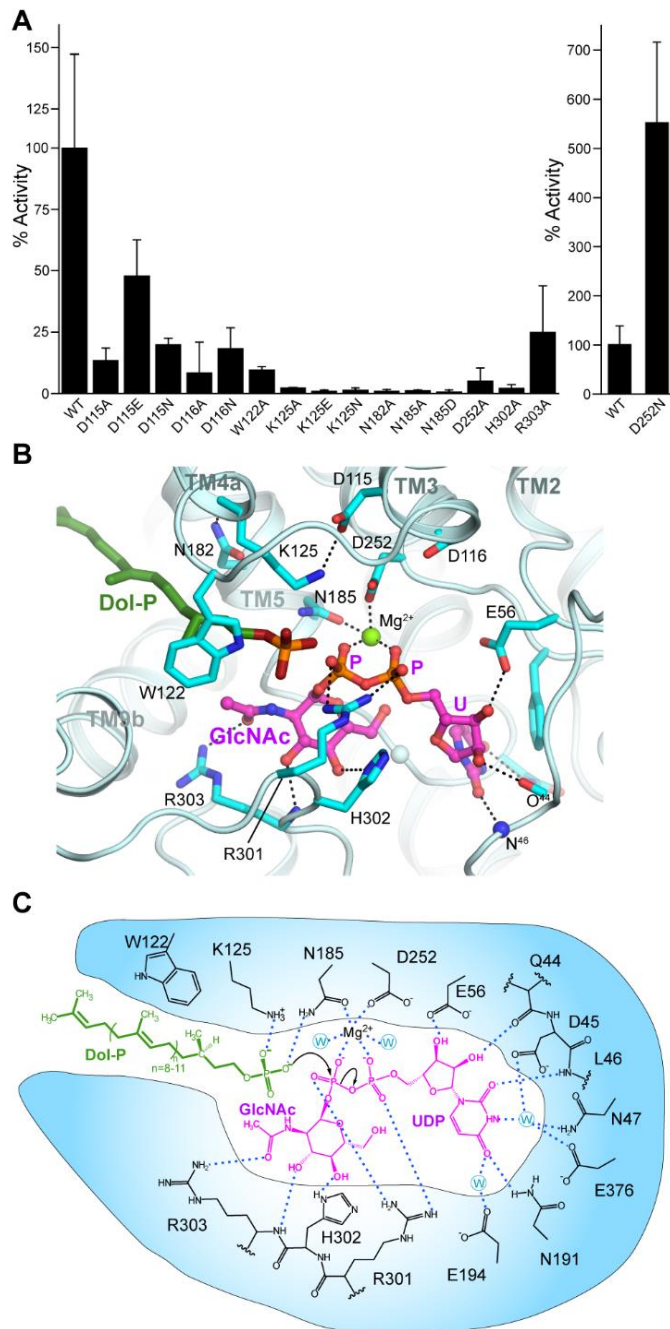 A
% Activity
150
125
100
75
50
25
0
WT
D115A
D115E
D115N
D116A
D116N
W122A
K125A
K125E
K125N
N182A
N185A
N185D
D252A
H302A
R303A
% Activity
700
600
500
400
300
200
100
0
WT
D252N
B
TM4a
D115
TM3
TM2
N182
K125
D252
D116
Dol-P
TM5
N185
Mg2+
E56
W122
P
P
U
TM9b
GlcNAc
R303
H302
O44
R301
N46
C
W122
K125
N185
D252
E56
Q44
D45
L46
N47
E376
N191
E194
R301
H302
R303
Dol-P
n=8-11
GlcNAc
UDP
Mg2+
W
W
W
W